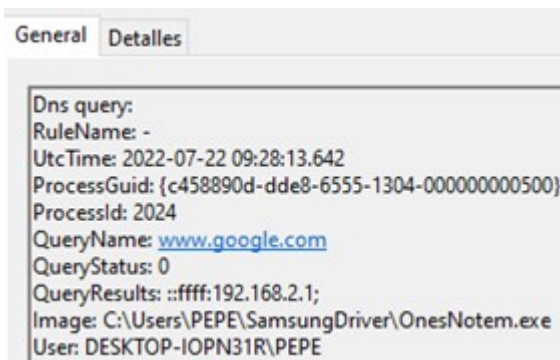 General Detalles
Dns query:
RuleName: -
UtcTime: 2022-07-22 09:28:13.642
ProcessGuid: {c458890d-dde8-6555-1304-000000000500}
ProcessId: 2024
QueryName: www.google.com
QueryStatus: 0
QueryResults: ::ffff:192.168.2.1;
Image: C:\Users\PEPE\SamsungDriver\OnesNotem.exe
User: DESKTOP-IOPN31R\PEPE